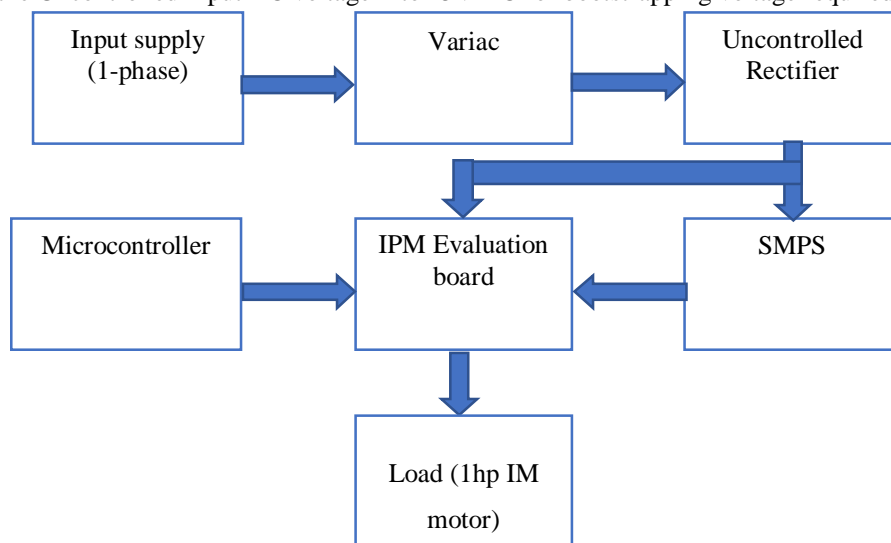 Input supply
(1-phase)
Variac
Uncontrolled
Rectifier
Microcontroller
IPM Evaluation
board
SMPS
Load (1hp IM
motor)